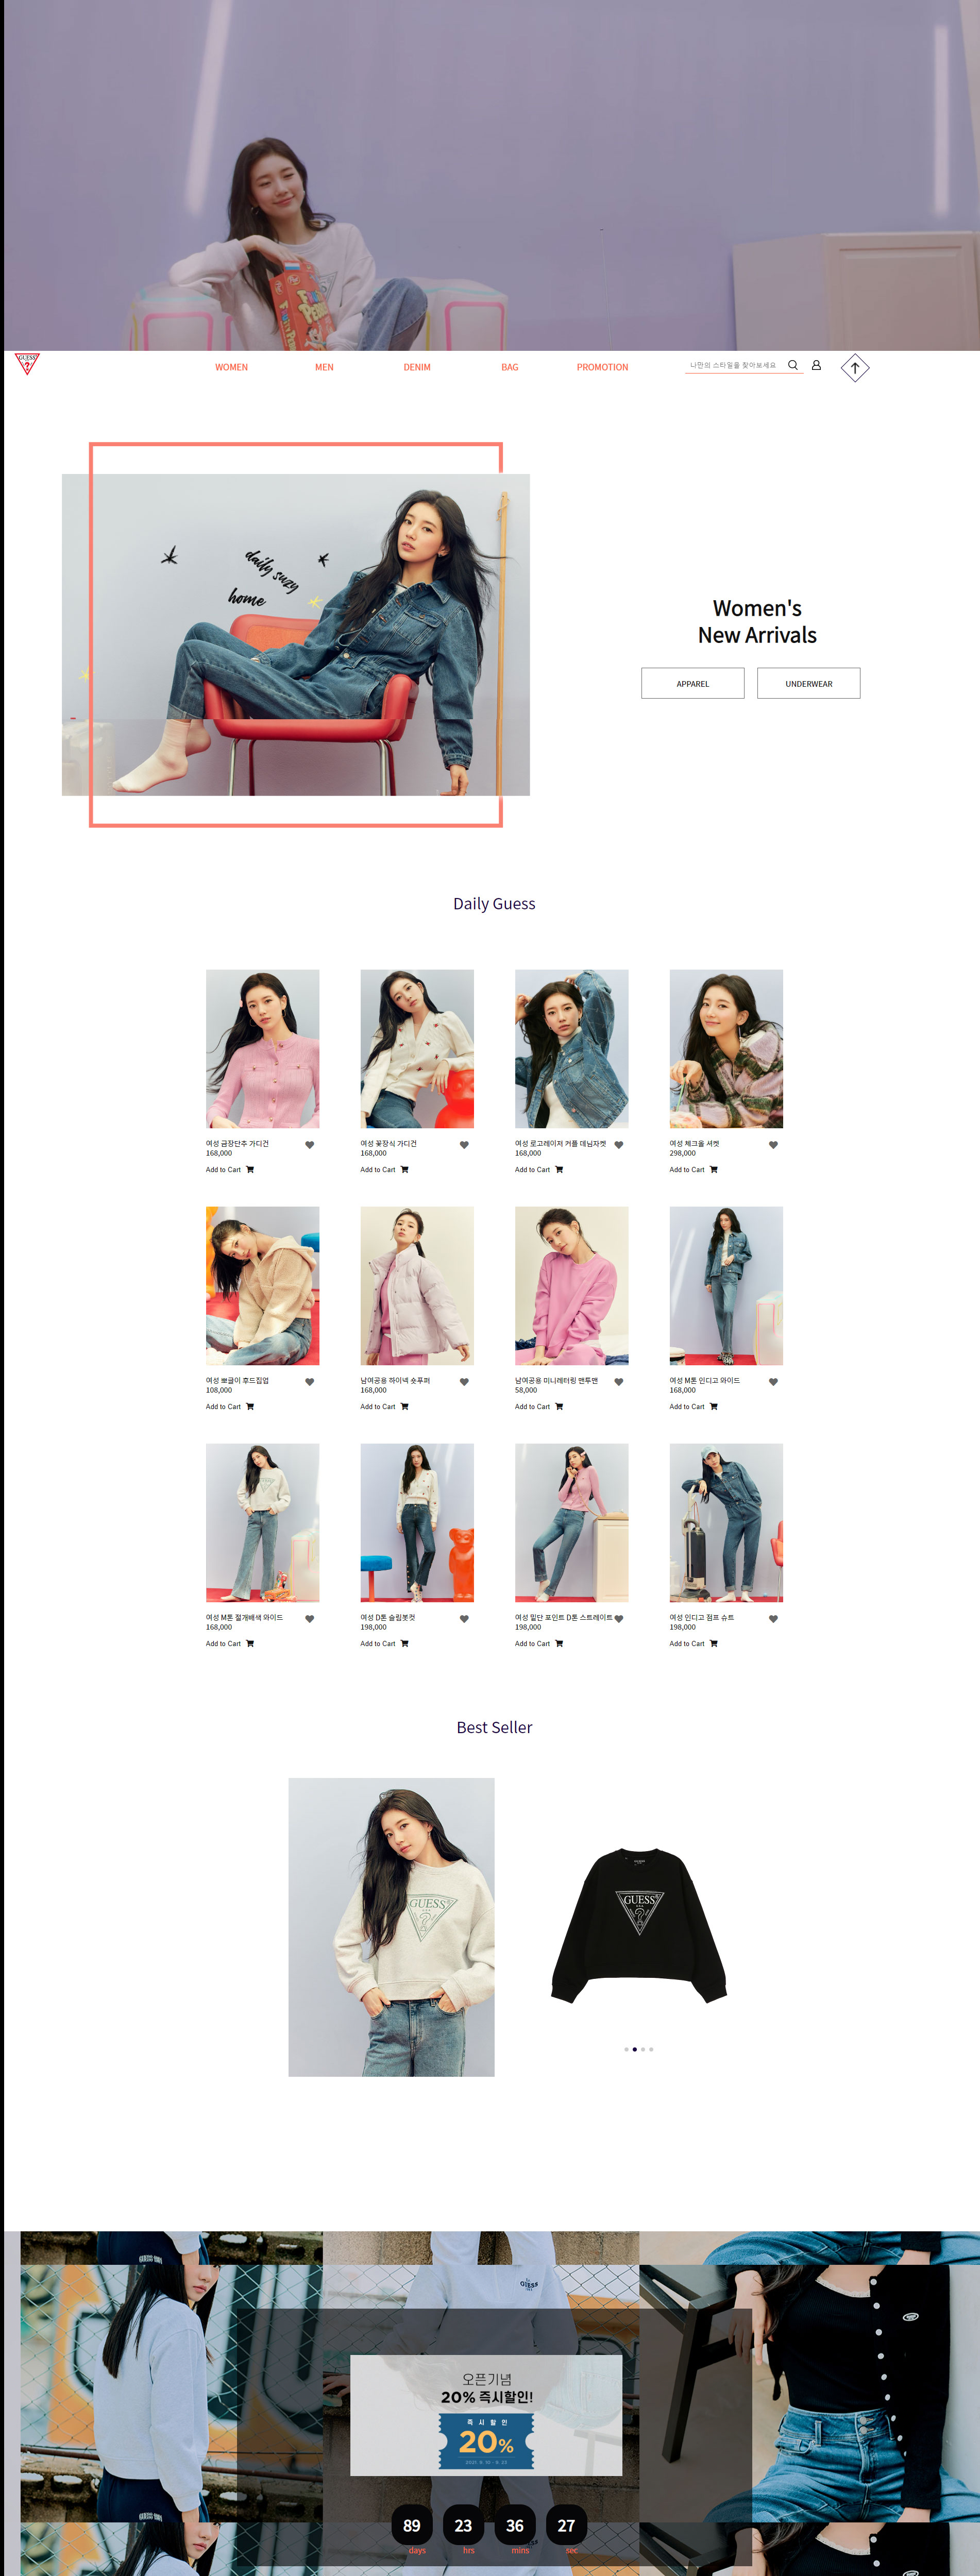 GUESS
?
WOMEN
MEN
DENIM
BAG
PROMOTION
나만의 스타일을 찾아보세요
daily suzy
home
Women's
New Arrivals
APPAREL
UNDERWEAR
Daily Guess
여성 금장단추 가디건
168,000
Add to Cart
여성 꽃장식 가디건
168,000
Add to Cart
여성 로고레이저 커플 데님자켓
168,000
Add to Cart
여성 체크울 셔켓
298,000
Add to Cart
여성 뽀글이 후드집업
108,000
Add to Cart
남여공용 하이넥 숏푸퍼
168,000
Add to Cart
남여공용 미니레터링 맨투맨
58,000
Add to Cart
여성 M톤 인디고 와이드
168,000
Add to Cart
여성 M톤 절개배색 와이드
168,000
Add to Cart
여성 D톤 슬림봇컷
198,000
Add to Cart
여성 밑단 포인트 D톤 스트레이트
198,000
Add to Cart
여성 인디고 점프 슈트
198,000
Add to Cart
Best Seller
GUESS
?
GUESS
?
GUESS
오픈기념
20% 즉시할인!
즉시할인
20%
89
23
36
27
days
hrs
mins
sec